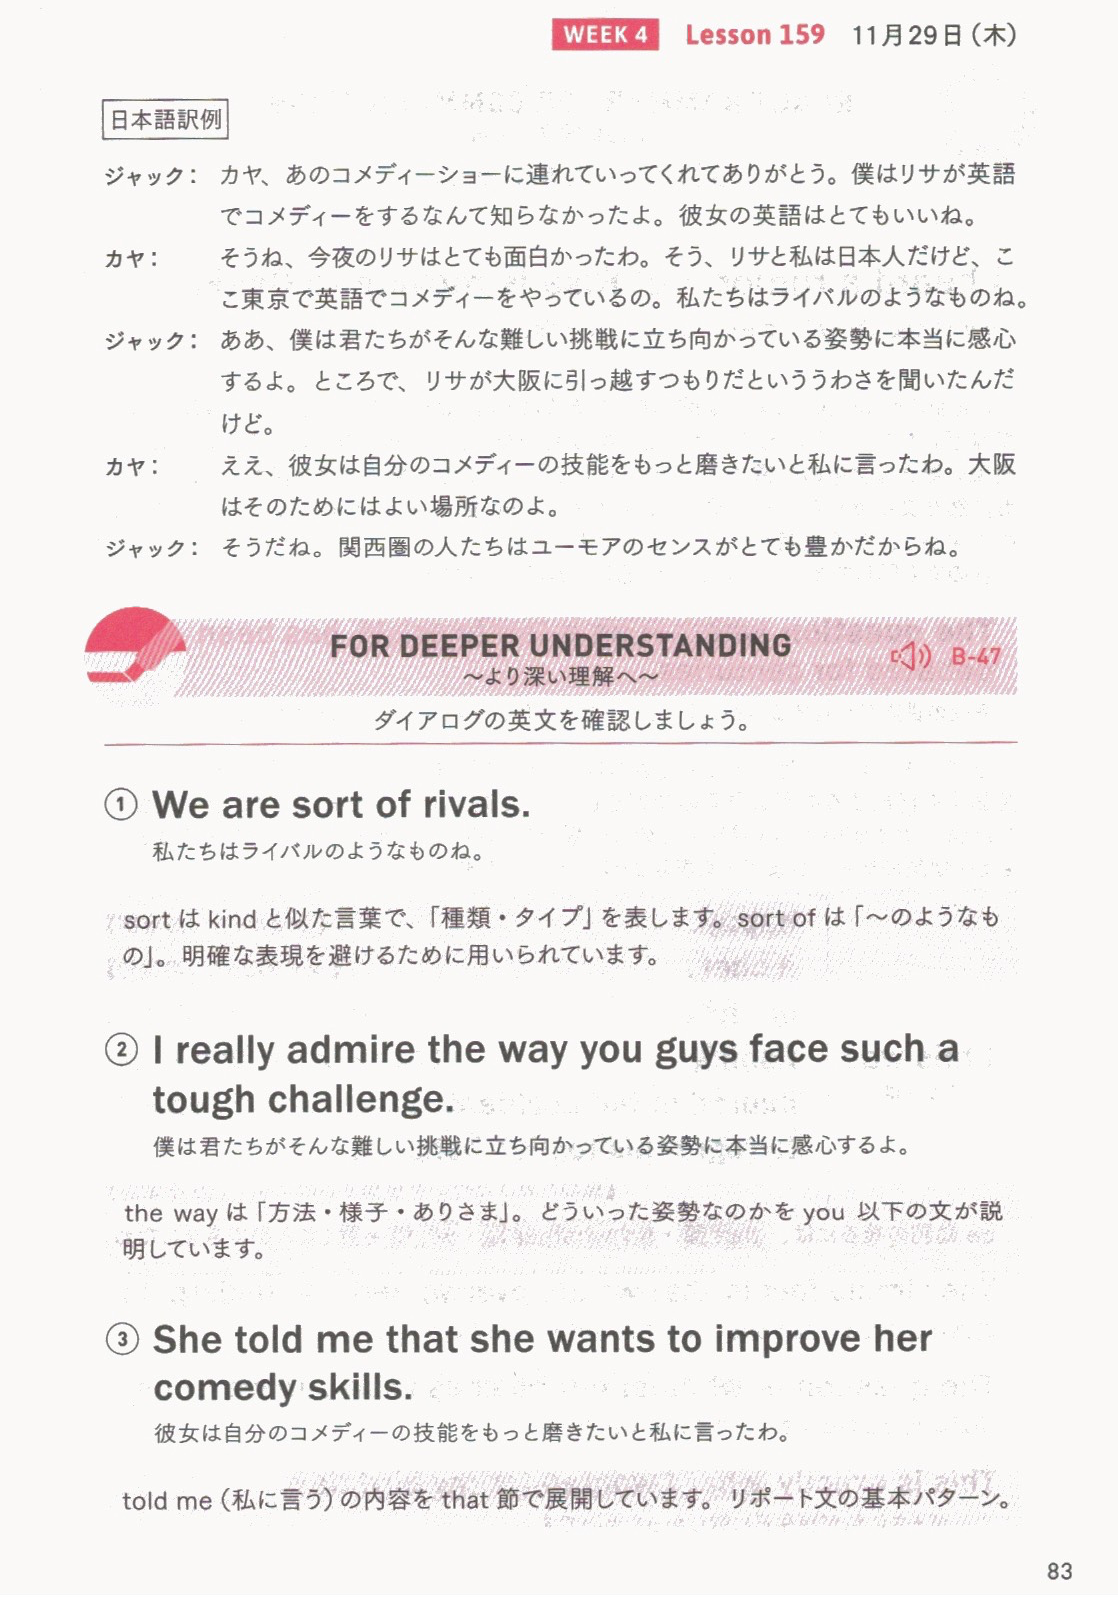 WEEK 4 Lesson 159 11月29日（木）
日本語訳例
ジャック： カヤ、あのコメディーショーに連れていってくれてありがとう。僕はリサが英語
でコメディーをするなんて知らなかったよ。彼女の英語はとてもいいね。
カヤ： そうね、今夜のリサはとても面白かったわ。そう、リサと私は日本人だけど、こ
こ東京で英語でコメディーをやっているの。私たちはライバルのようなものね。
ジャック： ああ、僕は君たちがそんな難しい挑戦に立ち向かっている姿勢に本当に感心
するよ。ところで、リサが大阪に引っ越すつもりだといううわさを聞いたんだ
けど。
カヤ： ええ、彼女は自分のコメディーの技能をもっと磨きたいと私に言ったわ。大阪
はそのためにはよい場所なのよ。
ジャック： そうだね。関西圏の人たちはユーモアのセンスがとても豊かだからね。
FOR DEEPER UNDERSTANDING B-47
〜より深い理解へ〜
ダイアログの英文を確認しましょう。
① We are sort of rivals.
私たちはライバルのようなものね。
sort は kind と似た言葉で、「種類・タイプ」を表します。sort of は「〜のようなも
の」。明確な表現を避けるために用いられています。
② I really admire the way you guys face such a
tough challenge.
僕は君たちがそんな難しい挑戦に立ち向かっている姿勢に本当に感心するよ。
the way は「方法・様子・ありさま」。どういった姿勢なのかを you 以下の文が説
明しています。
③ She told me that she wants to improve her
comedy skills.
彼女は自分のコメディーの技能をもっと磨きたいと私に言ったわ。
told me（私に言う）の内容を that 節で展開しています。リポート文の基本パターン。
83